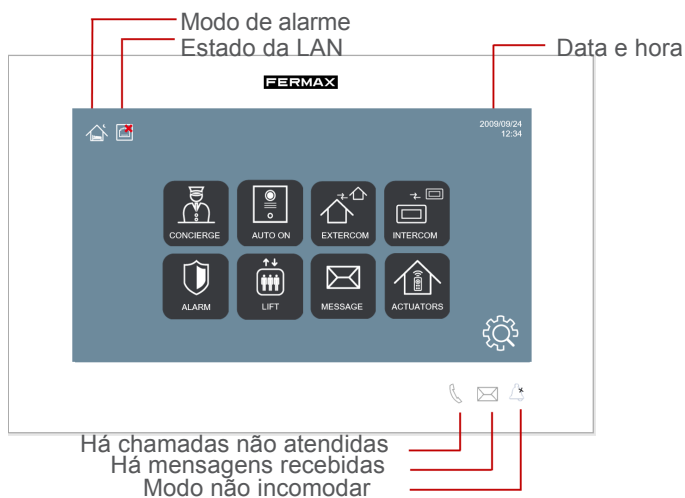 Modo de alarme
Estado da LAN
Data e hora
FERMAX
2009/09/24
12:34
CONCIERGE
AUTO ON
EXTERCOM
INTERCOM
ALARM
LIFT
MESSAGE
ACTUATORS
Há chamadas não atendidas
Há mensagens recebidas
Modo não incomodar